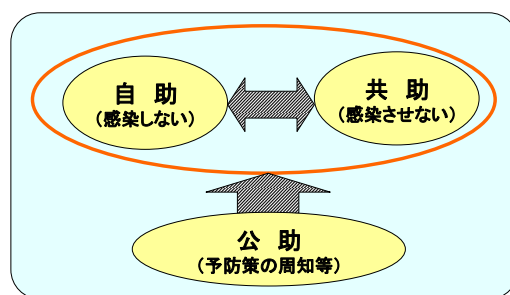 自 助
(感染しない)
共 助
(感染させない)
公 助
(予防策の周知等)